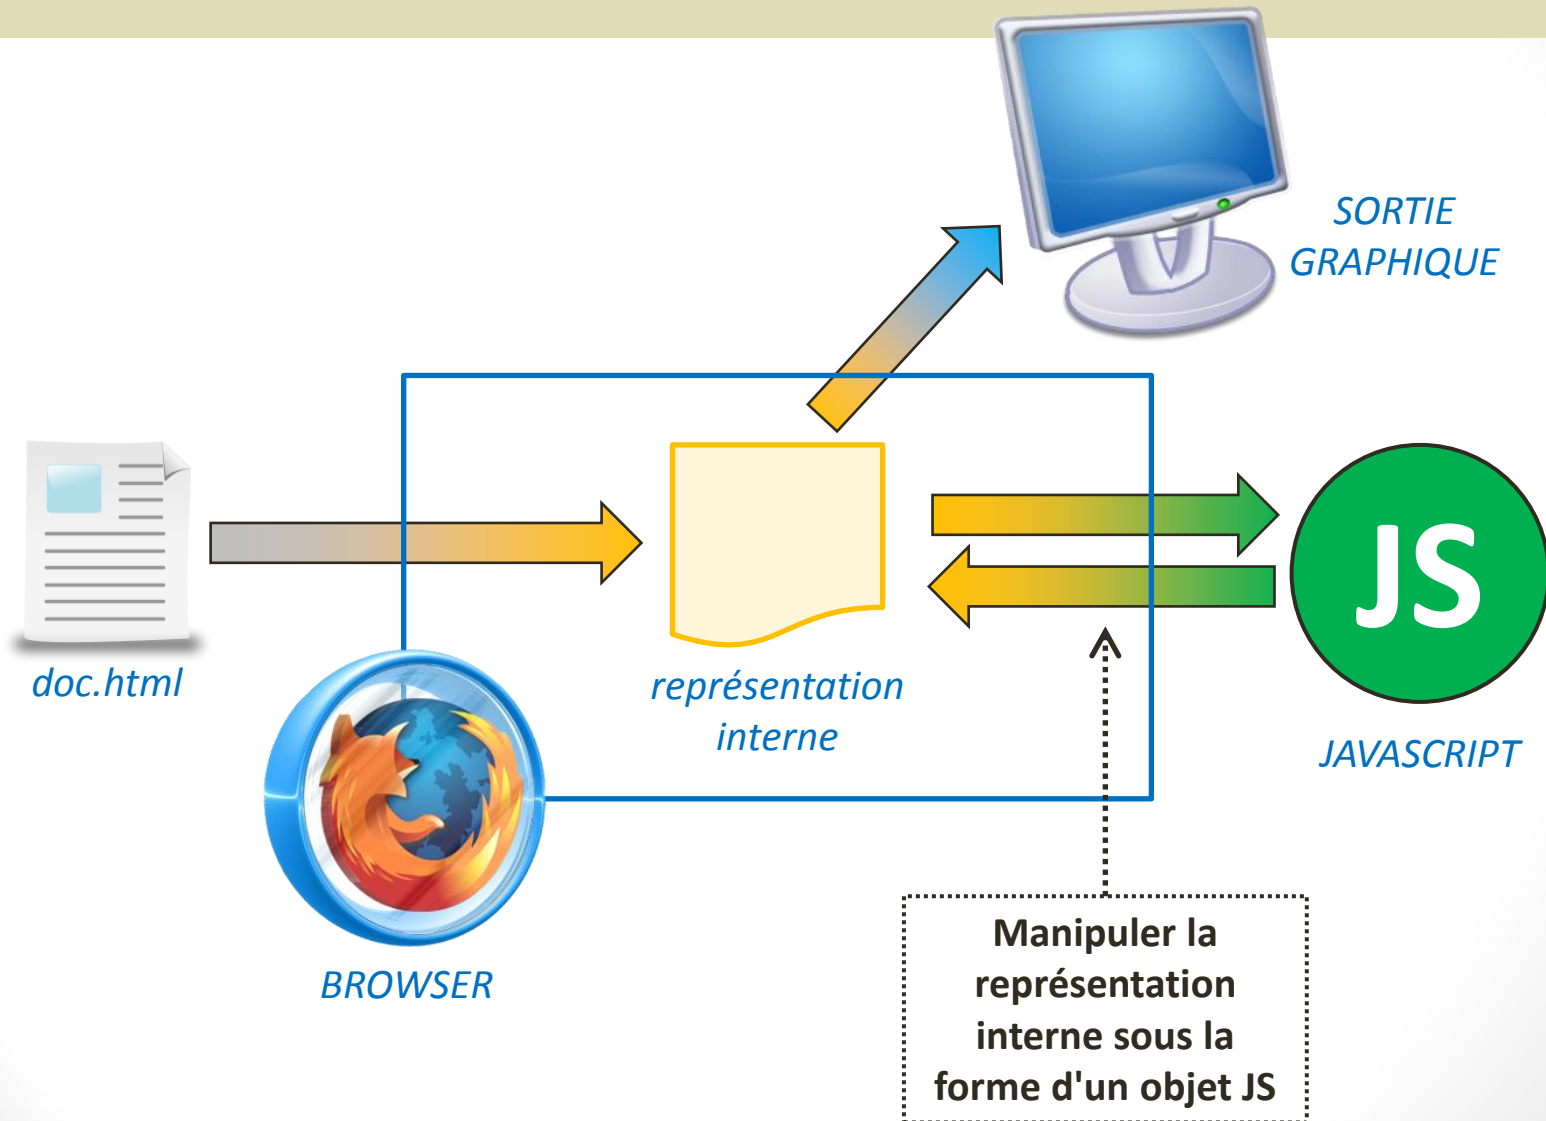 SORTIE
GRAPHIQUE
doc.html
représentation
interne
JS
JAVASCRIPT
BROWSER
Manipuler la
représentation
interne sous la
forme d'un objet JS